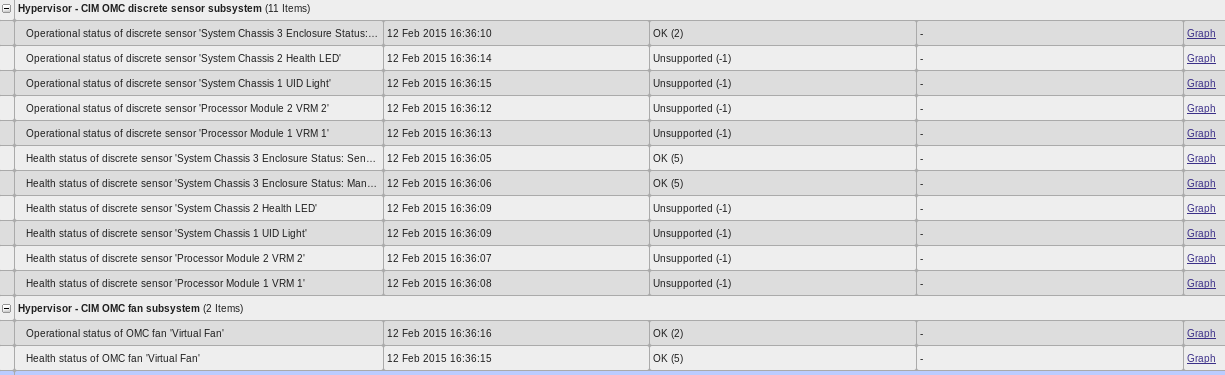 Hypervisor - CIM OMC discrete sensor subsystem (11 Items)
Operational status of discrete sensor 'System Chassis 3 Enclosure Status:... 12 Feb 2015 16:36:10 OK (2) - Graph
Operational status of discrete sensor 'System Chassis 2 Health LED' 12 Feb 2015 16:36:14 Unsupported (-1) - Graph
Operational status of discrete sensor 'System Chassis 1 UID Light' 12 Feb 2015 16:36:15 Unsupported (-1) - Graph
Operational status of discrete sensor 'Processor Module 2 VRM 2' 12 Feb 2015 16:36:12 Unsupported (-1) - Graph
Operational status of discrete sensor 'Processor Module 1 VRM 1' 12 Feb 2015 16:36:13 Unsupported (-1) - Graph
Health status of discrete sensor 'System Chassis 3 Enclosure Status: Sen... 12 Feb 2015 16:36:05 OK (5) - Graph
Health status of discrete sensor 'System Chassis 3 Enclosure Status: Man... 12 Feb 2015 16:36:06 OK (5) - Graph
Health status of discrete sensor 'System Chassis 2 Health LED' 12 Feb 2015 16:36:09 Unsupported (-1) - Graph
Health status of discrete sensor 'System Chassis 1 UID Light' 12 Feb 2015 16:36:09 Unsupported (-1) - Graph
Health status of discrete sensor 'Processor Module 2 VRM 2' 12 Feb 2015 16:36:07 Unsupported (-1) - Graph
Health status of discrete sensor 'Processor Module 1 VRM 1' 12 Feb 2015 16:36:08 Unsupported (-1) - Graph
Hypervisor - CIM OMC fan subsystem (2 Items)
Operational status of OMC fan 'Virtual Fan' 12 Feb 2015 16:36:16 OK (2) - Graph
Health status of OMC fan 'Virtual Fan' 12 Feb 2015 16:36:15 OK (5) - Graph